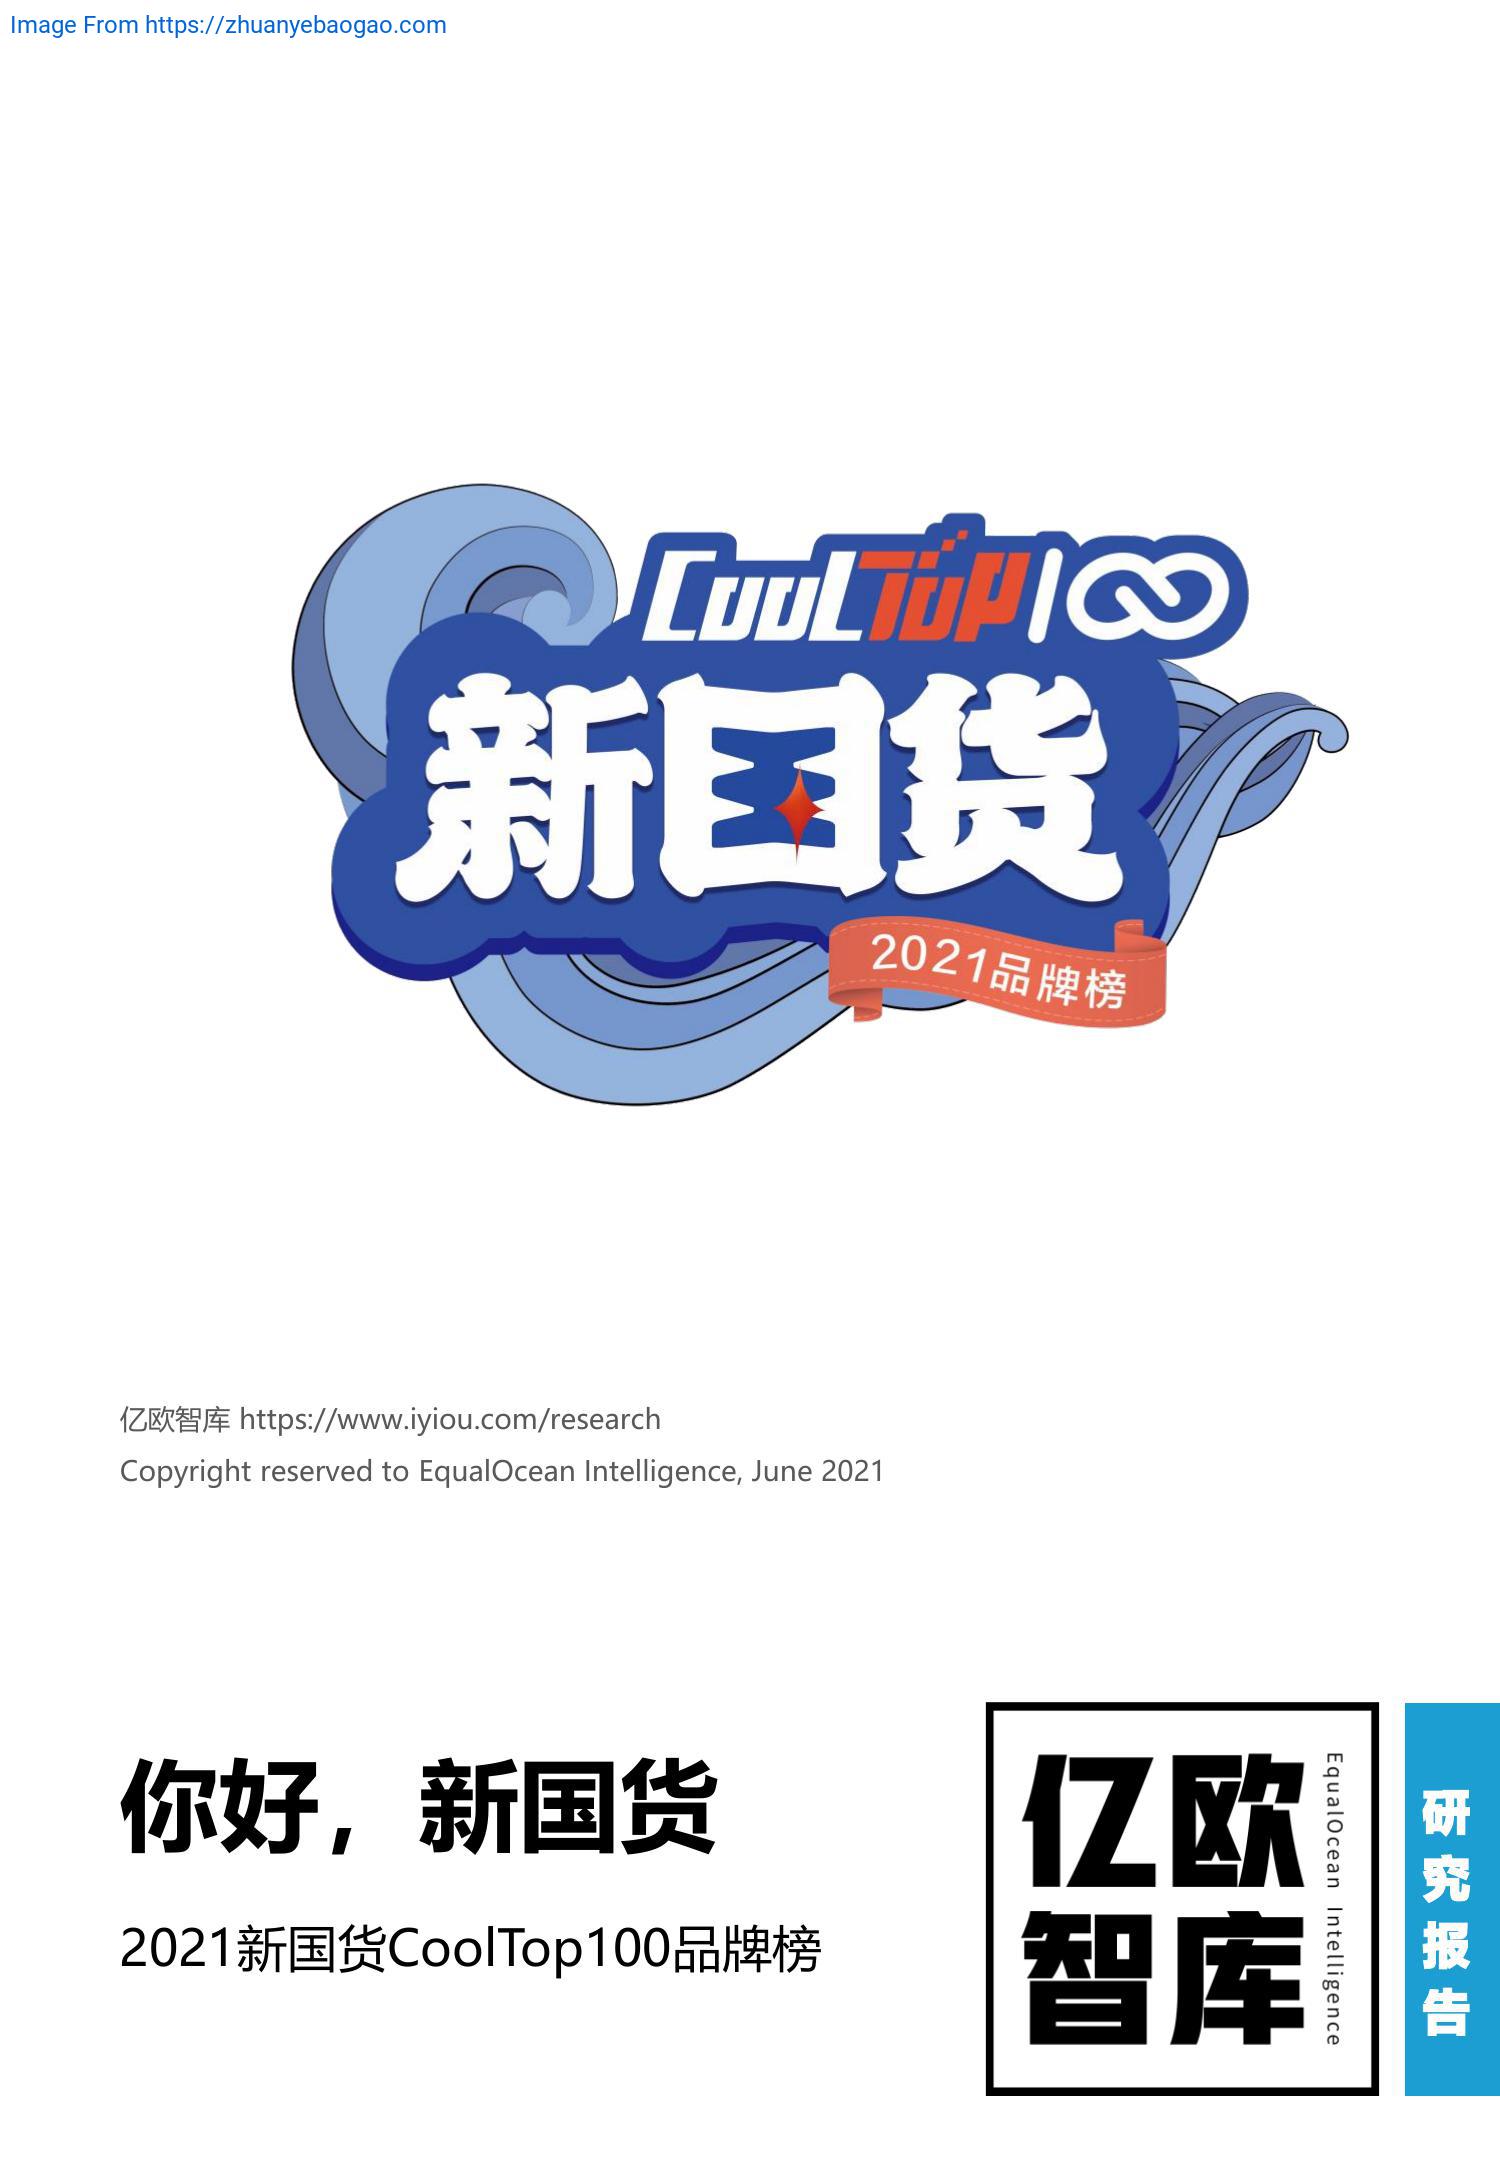 Image From https://zhuanyebaogao.com
CoolTop100
新国货
2021品牌榜
亿欧智库 https://www.iyiou.com/research
Copyright reserved to EqualOcean Intelligence, June 2021
你好，新国货
2021新国货CoolTop100品牌榜
亿欧
智库
EqualOcean Intelligence
研究报告